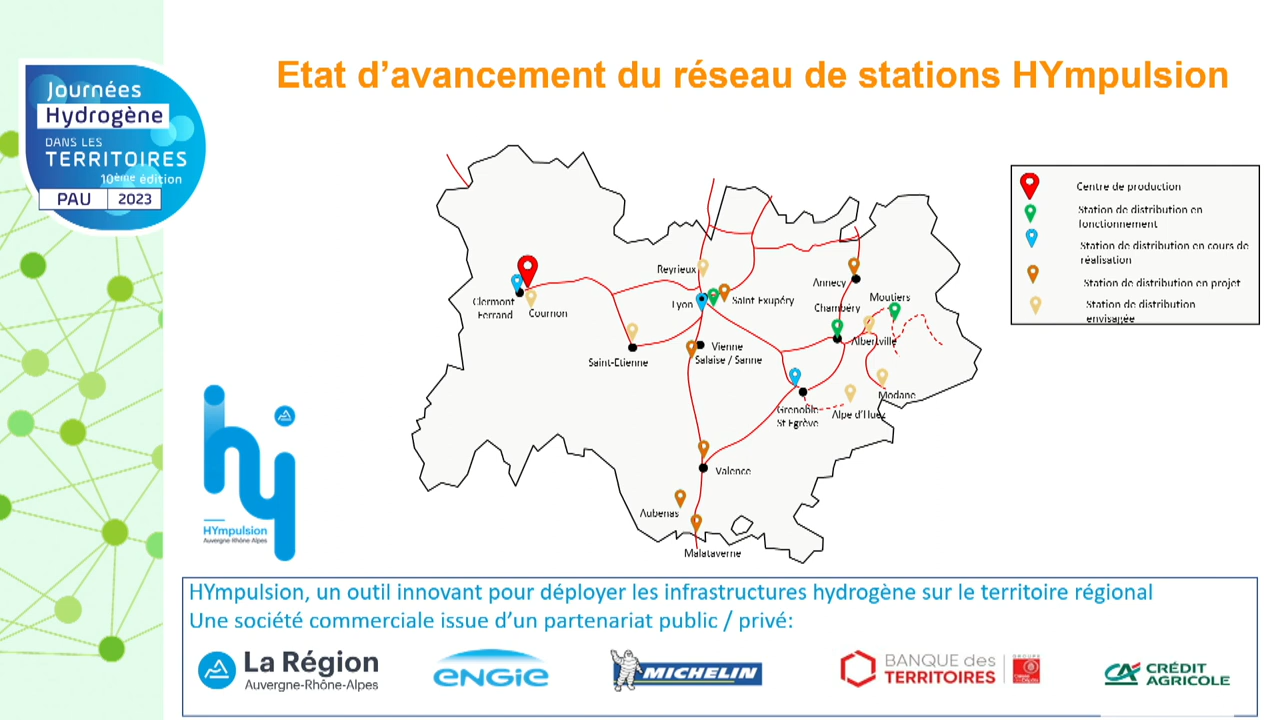 Etat d'avancement du réseau de stations HYmpulsion
Journées
Hydrogène
DANS LES
TERRITOIRES
10ème édition
PAU 2023
Centre de production
Station de distribution en
fonctionnement
Station de distribution en cours de
réalisation
Station de distribution en projet
Station de distribution
envisagée
Reyrieux
Annecy
Clermont
Ferrand
Cournon
Lyon
Saint Exupéry
Chambéry
Moutiers
Albertville
Saint-Etienne
Vienne
Salaise / Sanne
Modane
Grenoble
St Egrève
Alpe d'Huez
Valence
Aubenas
Malataverne
hy
HYmpulsion
Auvergne Rhône Alpes
HYmpulsion, un outil innovant pour déployer les infrastructures hydrogène sur le territoire régional
Une société commerciale issue d'un partenariat public / privé:
La Région
Auvergne-Rhône-Alpes
ENGIE
MICHELIN
BANQUE des
TERRITOIRES
GROUPE
CA CRÉDIT
AGRICOLE